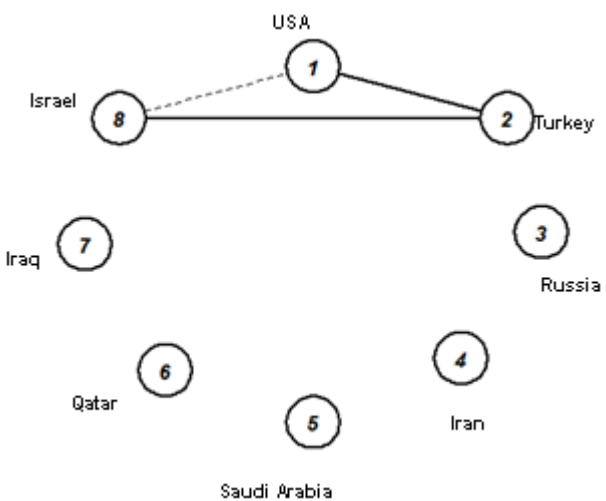 USA
1
Israel
8
2
Turkey
Iraq
7
3
Russia
Qatar
6
4
Iran
5
Saudi Arabia